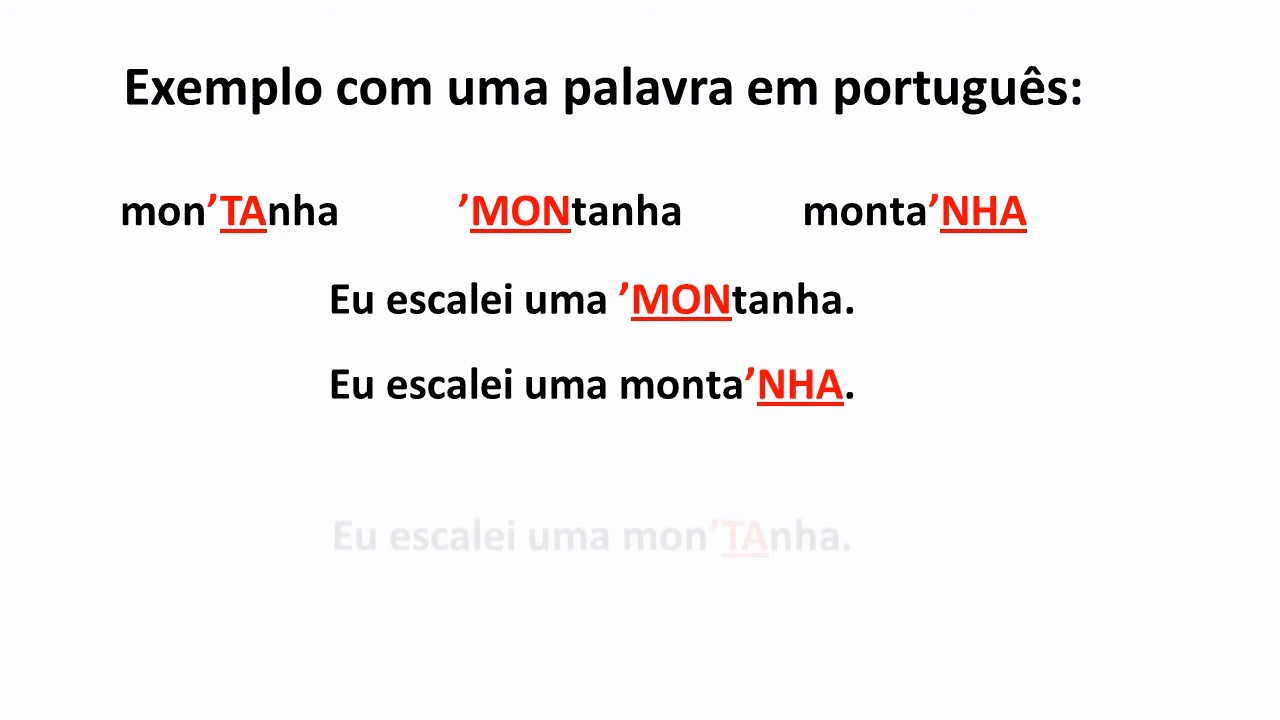 Exemplo com uma palavra em português:
mon’TAnha ’MONtanha monta’NHA
Eu escalei uma ’MONtanha.
Eu escalei uma monta’NHA.
Eu escalei uma mon’TAnha.